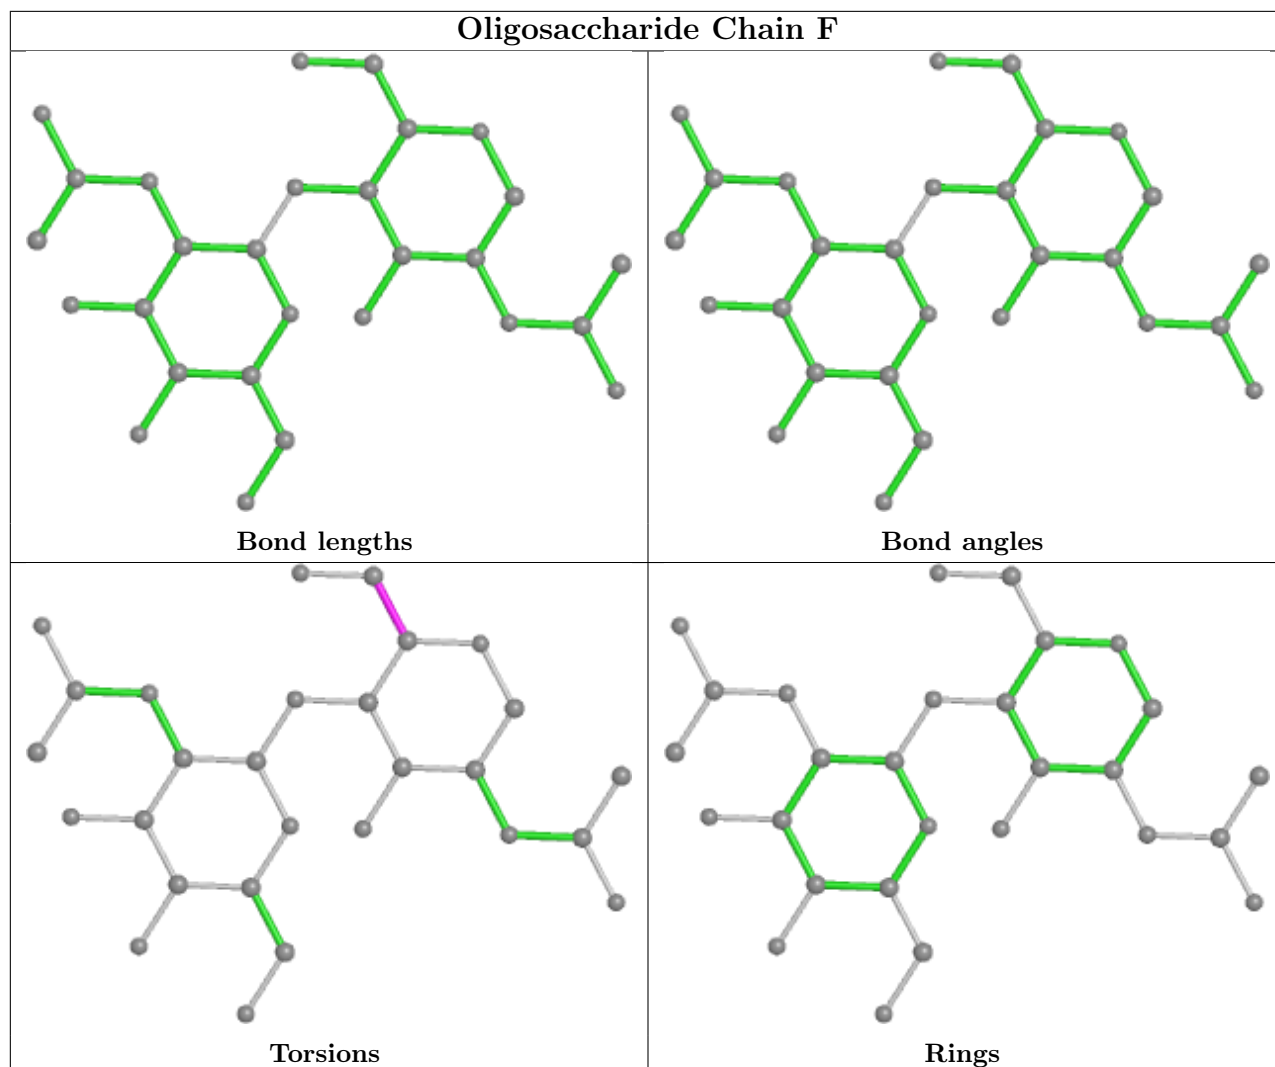 Oligosaccharide Chain F
Bond lengths
Bond angles
Torsions
Rings